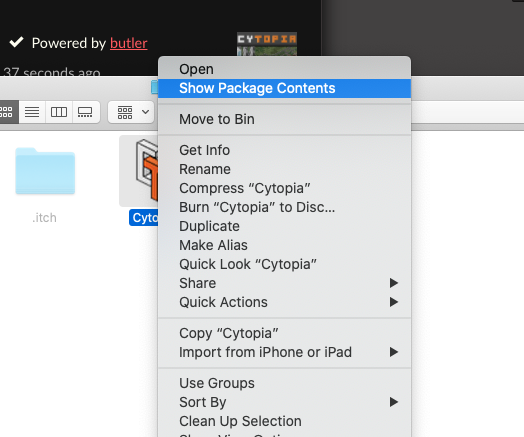 CYTOPIA
Powered by butler
37 seconds ago
Open
Show Package Contents
Move to Bin
Get Info
Rename
Compress “Cytopia”
Burn “Cytopia” to Disc...
Duplicate
Make Alias
Quick Look “Cytopia”
Share
Quick Actions
Copy “Cytopia”
Import from iPhone or iPad
Use Groups
Sort By
Clean Up Selection
.itch